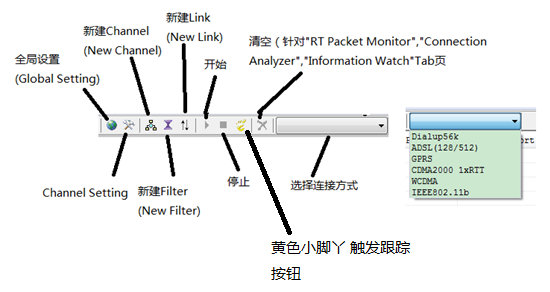 新建Link
(New Link)
新建Channel
(New Channel)
清空（针对"RT Packet Monitor","Connection
Analyzer","Information Watch"Tab页
全局设置
(Global Setting)
开始
Channel Setting
新建Filter
(New Filter)
停止
选择连接方式
黄色小脚丫 触发跟踪
按钮
Dialup56k
ADSL(128/512)
GPRS
CDMA2000 1xRTT
WCDMA
IEEE802.11b